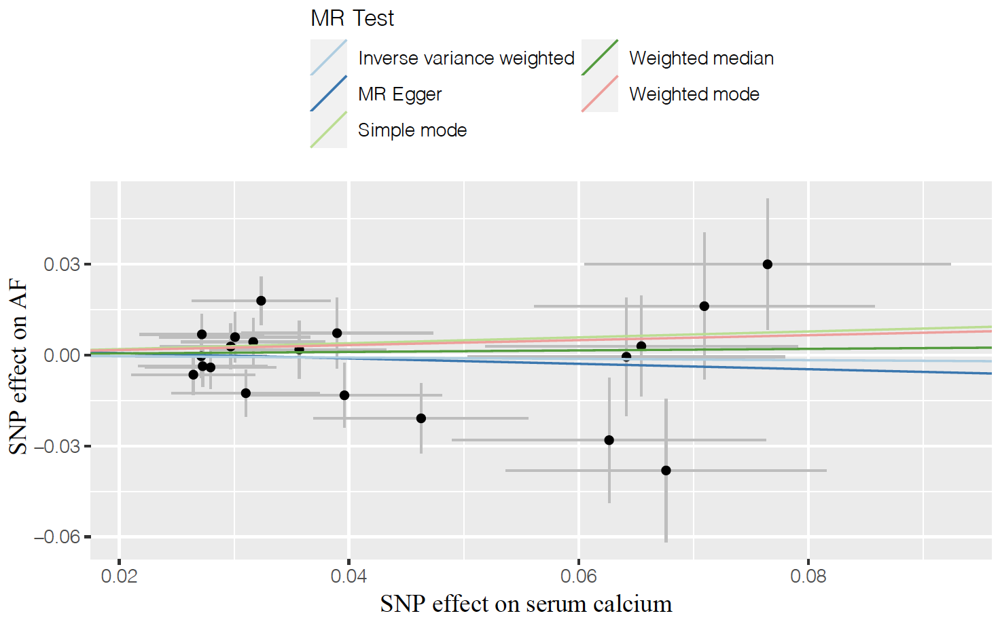 MR Test
Inverse variance weighted
Weighted median
MR Egger
Weighted mode
Simple mode
SNP effect on AF
0.03
0.00
−0.03
−0.06
0.02
0.04
0.06
0.08
SNP effect on serum calcium